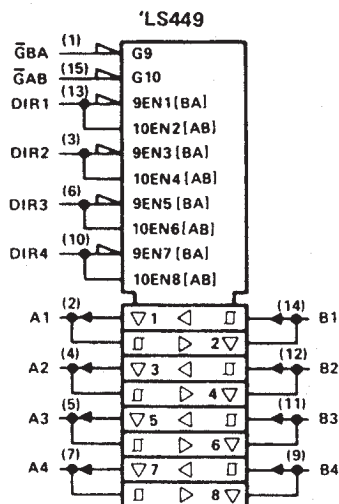 'LS449
G̅BA (1) G9
G̅AB (15) G10
DIR1 (13) 9EN1 [BA]
10EN2 [AB]
DIR2 (3) 9EN3 [BA]
10EN4 [AB]
DIR3 (6) 9EN5 [BA]
10EN6 [AB]
DIR4 (10) 9EN7 [BA]
10EN8 [AB]
A1 (2) ▽ 1 ◁ (14) B1
▷ 2 ▽
A2 (4) ▽ 3 ◁ (12) B2
▷ 4 ▽
A3 (5) ▽ 5 ◁ (11) B3
▷ 6 ▽
A4 (7) ▽ 7 ◁ (9) B4
▷ 8 ▽